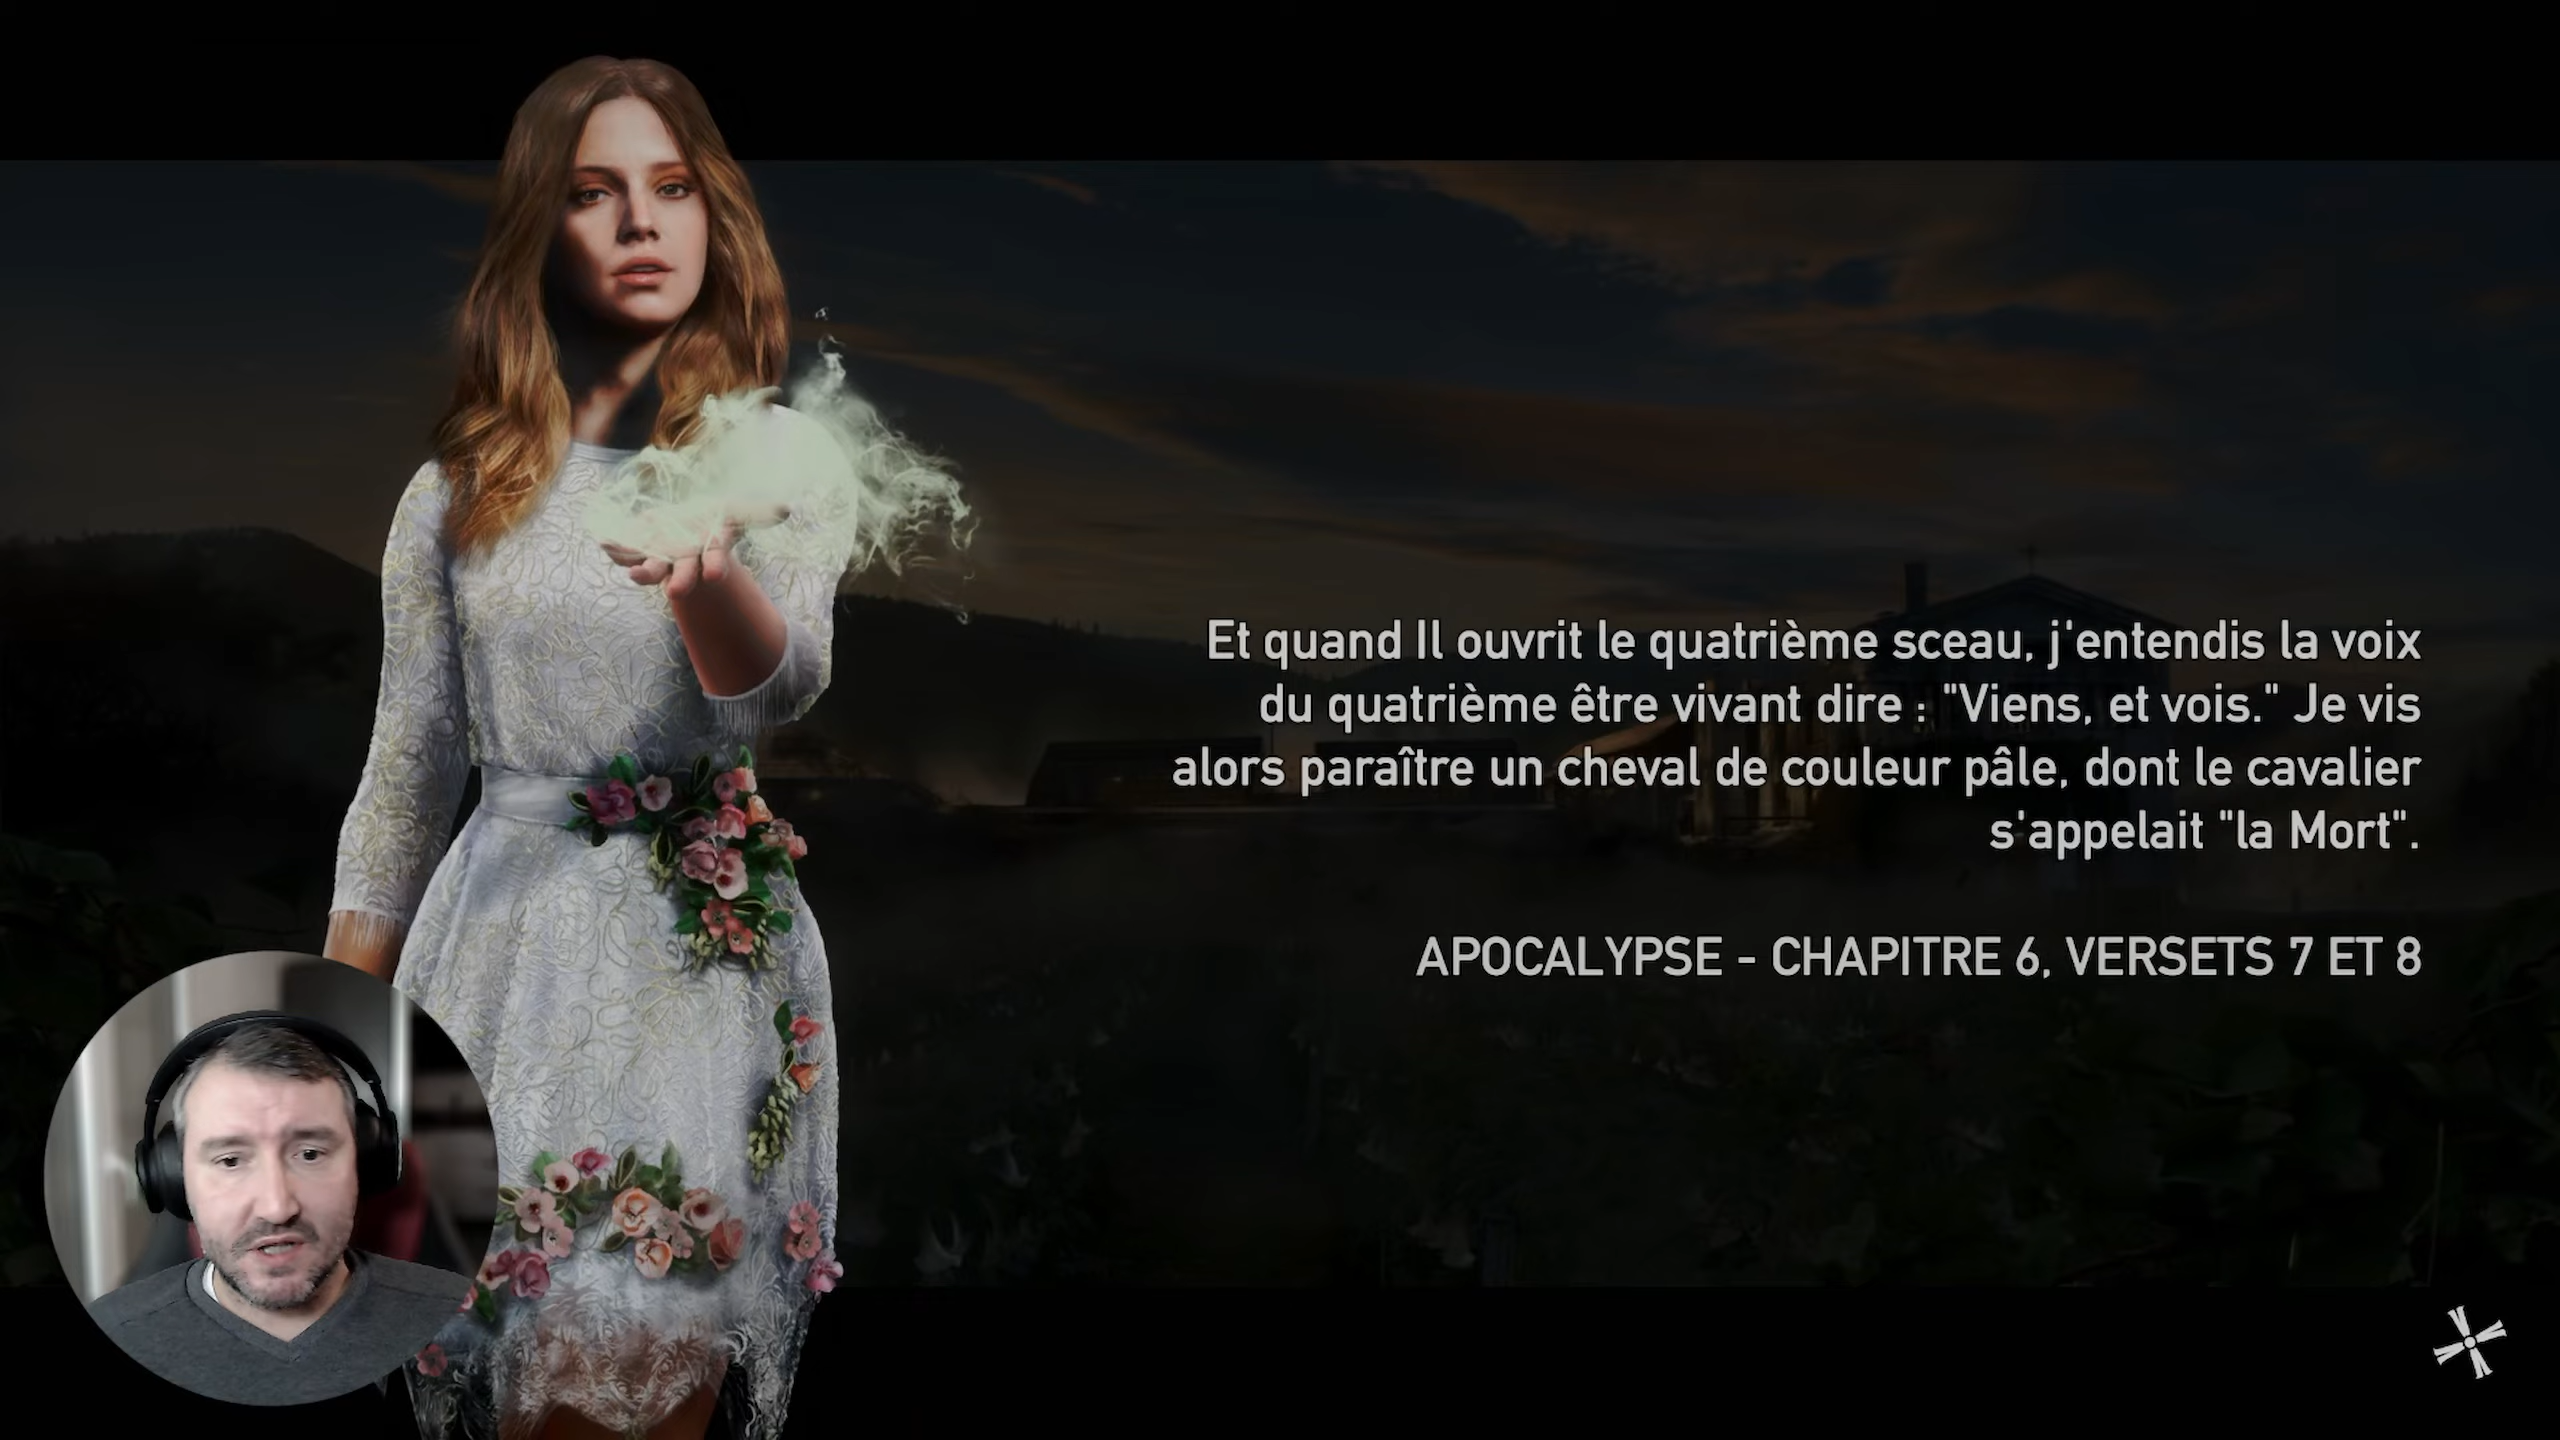 Et quand Il ouvrit le quatrième sceau, j'entendis la voix
du quatrième être vivant dire : "Viens, et vois." Je vis
alors paraître un cheval de couleur pâle, dont le cavalier
s'appelait "la Mort".
APOCALYPSE - CHAPITRE 6, VERSETS 7 ET 8